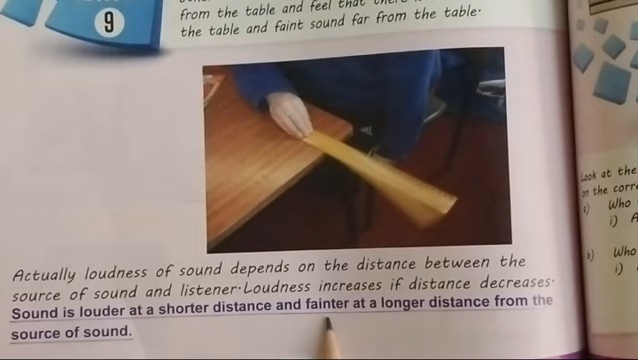 9
from the table and feel that there
the table and faint sound far from the table.
Actually loudness of sound depends on the distance between the
source of sound and listener.Loudness increases if distance decreases.
Sound is louder at a shorter distance and fainter at a longer distance from the
source of sound.
Look at the
on the corre
a) Who
i) A
b) Who
i)